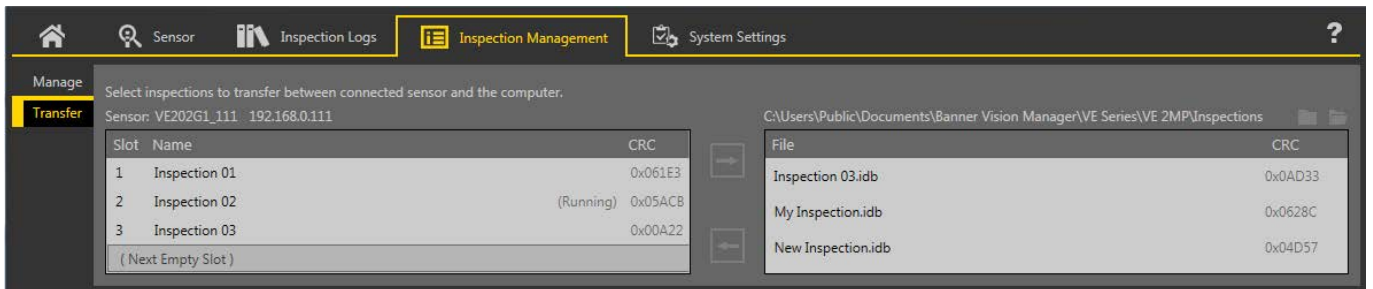 Sensor Inspection Logs Inspection Management System Settings ?
Manage
Transfer
Select inspections to transfer between connected sensor and the computer.
Sensor: VE202G1_111 192.168.0.111
C:\Users\Public\Documents\Banner Vision Manager\VE Series\VE 2MP\Inspections
Slot Name CRC
1 Inspection 01 0x061E3
2 Inspection 02 (Running) 0x05ACB
3 Inspection 03 0x00A22
( Next Empty Slot )
File CRC
Inspection 03.idb 0x0AD33
My Inspection.idb 0x0628C
New Inspection.idb 0x04D57